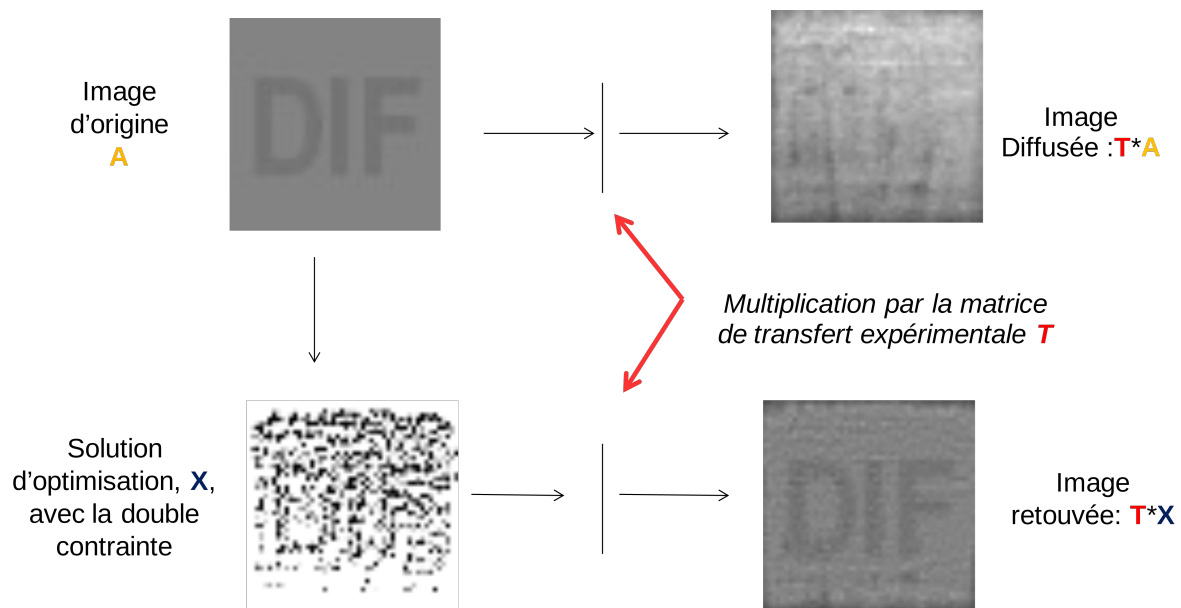 Image
d’origine
A
DIF
Image
Diffusée :T*A
Multiplication par la matrice
de transfert expérimentale T
Solution
d’optimisation, X,
avec la double
contrainte
DIF
Image
retouvée: T*X